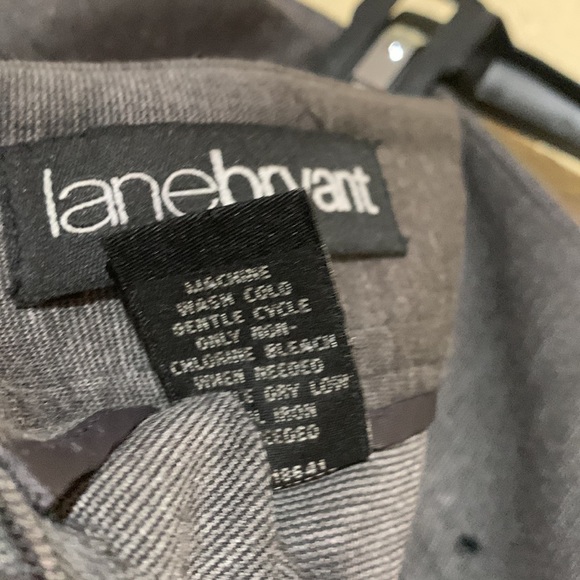 lanebryant
MACHINE
WASH COLD
GENTLE CYCLE
ONLY NON-
CHLORINE BLEACH
WHEN NEEDED
DRY LOW
IRON